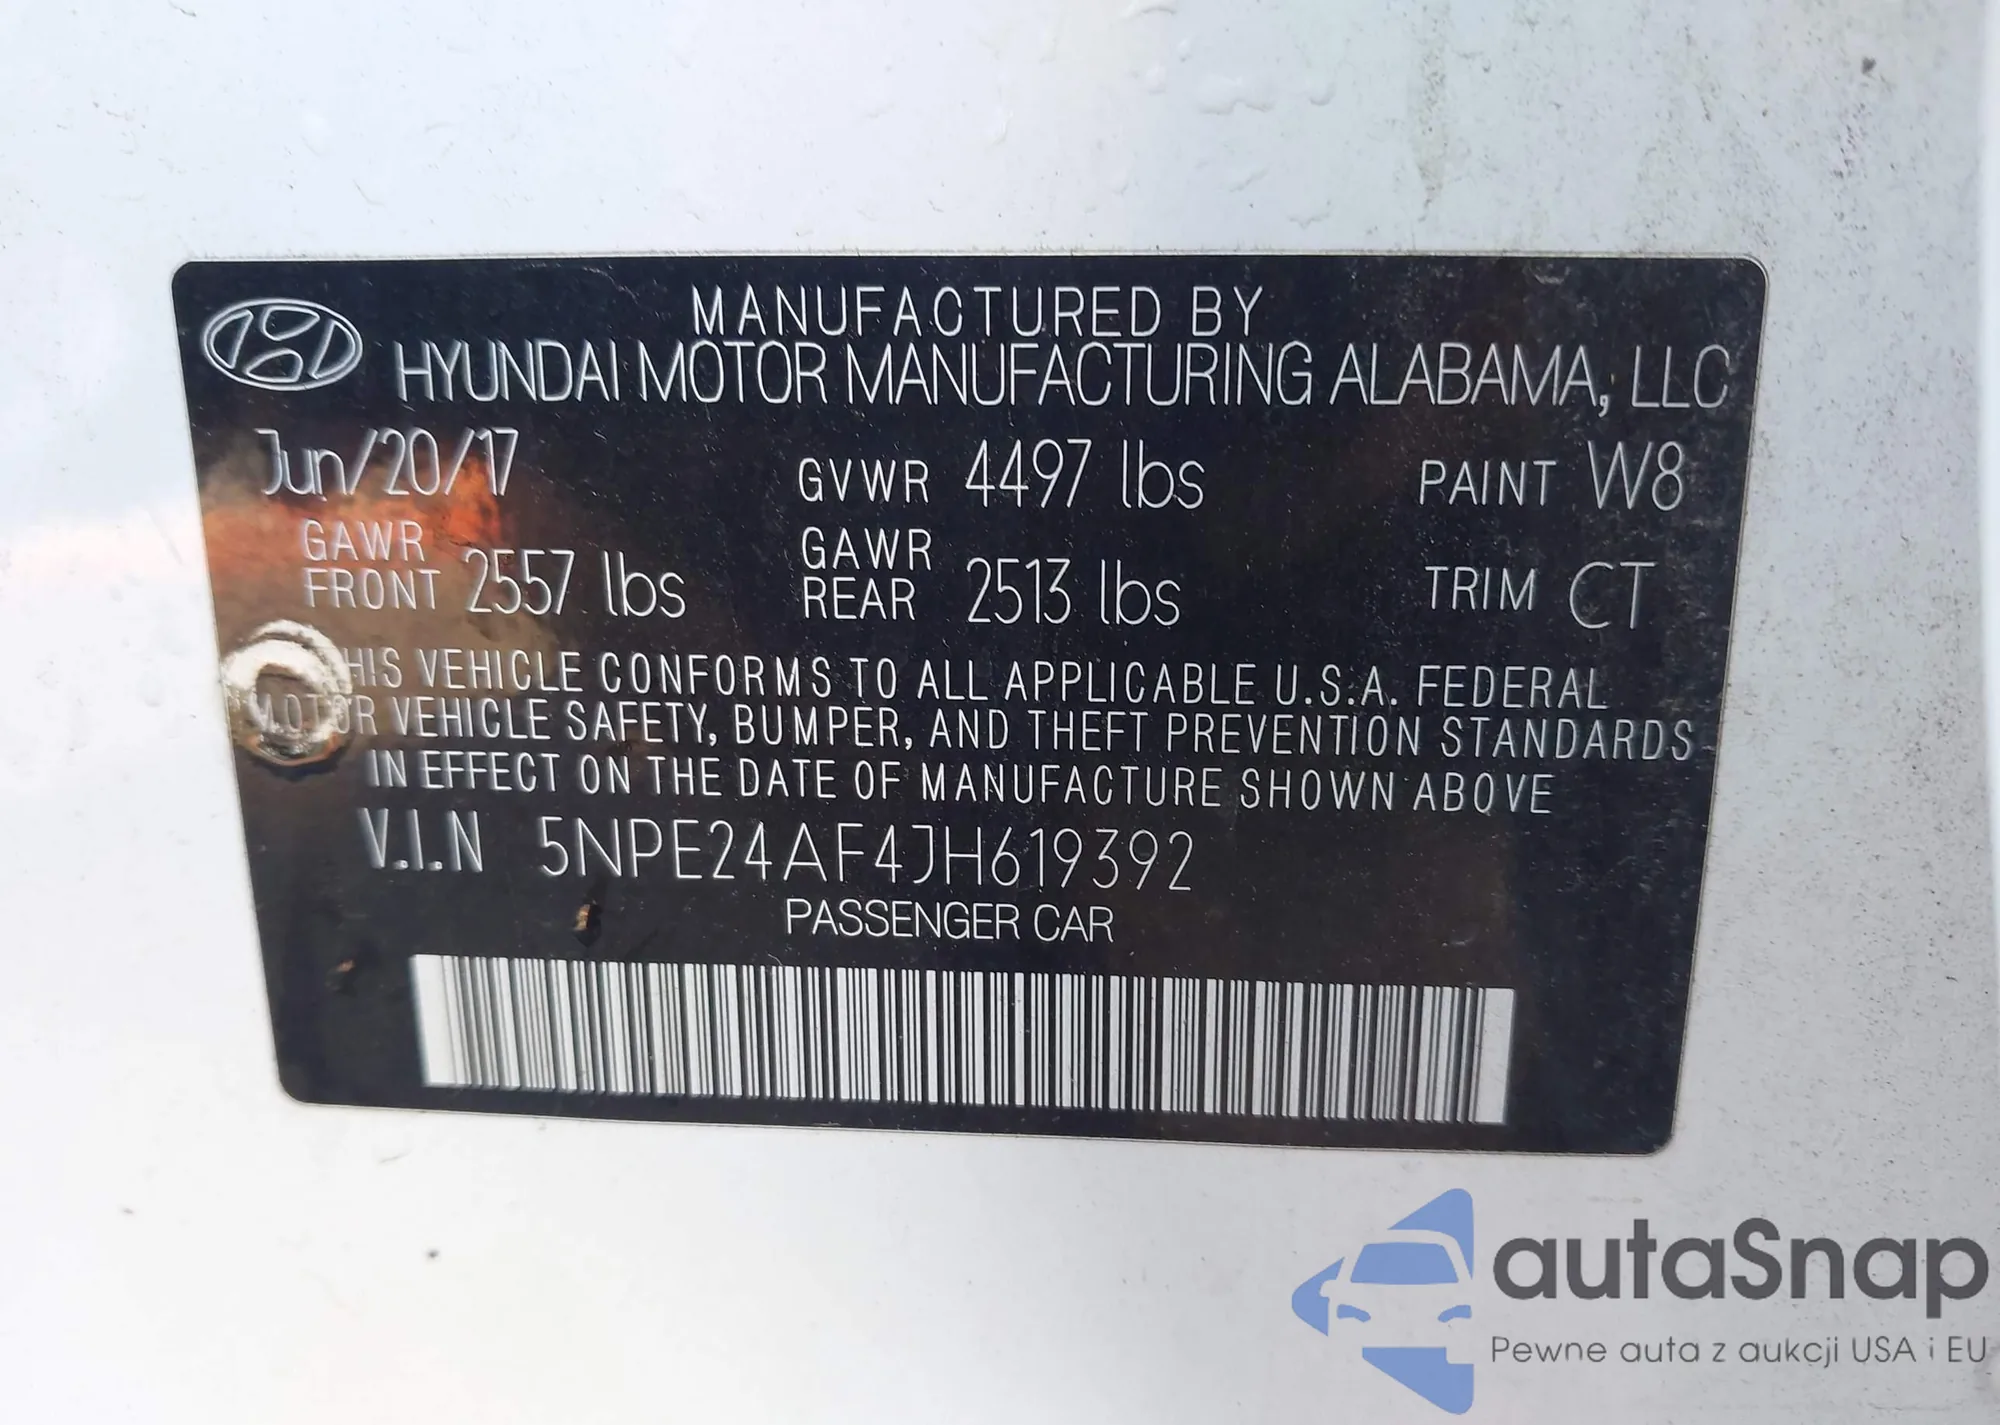 MANUFACTURED BY
HYUNDAI MOTOR MANUFACTURING ALABAMA, LLC
Jun/20/17 GVWR 4497 lbs PAINT W8
GAWR FRONT 2557 lbs GAWR REAR 2513 lbs TRIM CT
THIS VEHICLE CONFORMS TO ALL APPLICABLE U.S.A. FEDERAL
MOTOR VEHICLE SAFETY, BUMPER, AND THEFT PREVENTION STANDARDS
IN EFFECT ON THE DATE OF MANUFACTURE SHOWN ABOVE
V.I.N 5NPE24AF4JH619392
PASSENGER CAR
autaSnap
Pewne auta z aukcji USA i EU